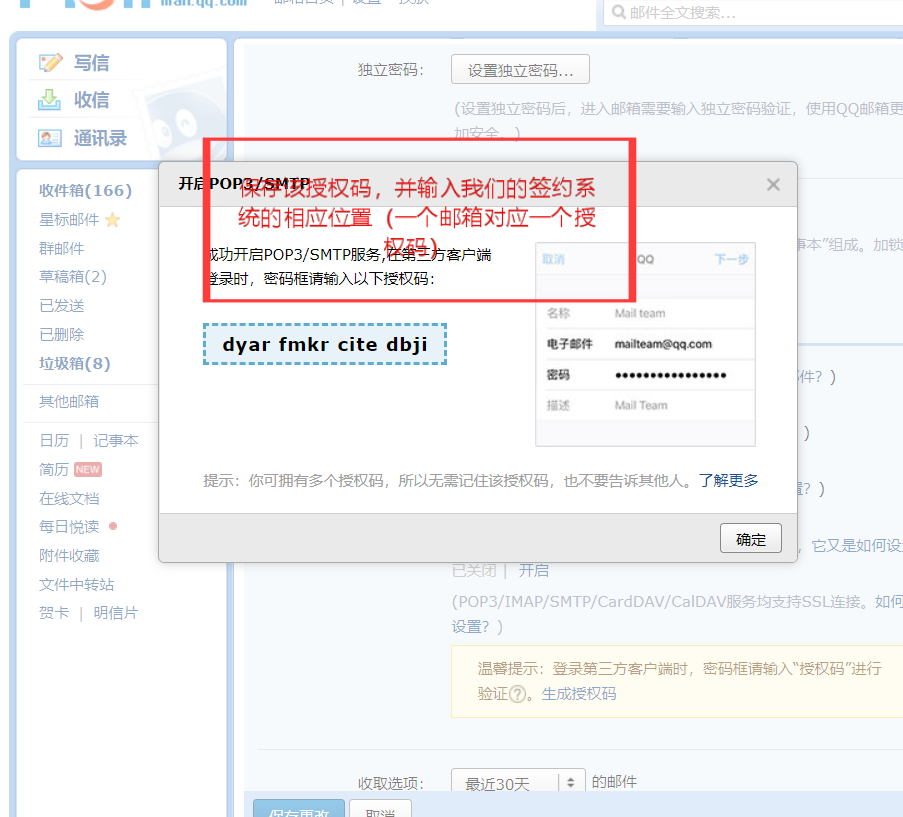 mail.qq.com
邮件全文搜索...
写信
收信
通讯录
收件箱(166)
星标邮件
群邮件
草稿箱(2)
已发送
已删除
垃圾箱(8)
其他邮箱
日历 | 记事本
简历 NEW
在线文档
每日悦读
附件收藏
文件中转站
贺卡 | 明信片
独立密码：
设置独立密码...
(设置独立密码后，进入邮箱需要输入独立密码验证，使用QQ邮箱更
加安全。)
开启POP3/SMTP
保存该授权码，并输入我们的签约系
统的相应位置（一个邮箱对应一个授
权码）
成功开启POP3/SMTP服务,在第三方客户端
登录时，密码框请输入以下授权码：
dyar fmkr cite dbji
取消 QQ 下一步
名称 Mail team
电子邮件 mailteam@qq.com
密码 ●●●●●●●●●●●●●●●●
描述 Mail Team
提示：你可拥有多个授权码，所以无需记住该授权码，也不要告诉其他人。了解更多
确定
事本”组成。加锁
件？)
)
置？)
，它又是如何设
已关闭 | 开启
(POP3/IMAP/SMTP/CardDAV/CalDAV服务均支持SSL连接。如何
设置？)
温馨提示：登录第三方客户端时，密码框请输入“授权码”进行
验证?。生成授权码
收取选项：
最近30天 的邮件
保存更改 取消